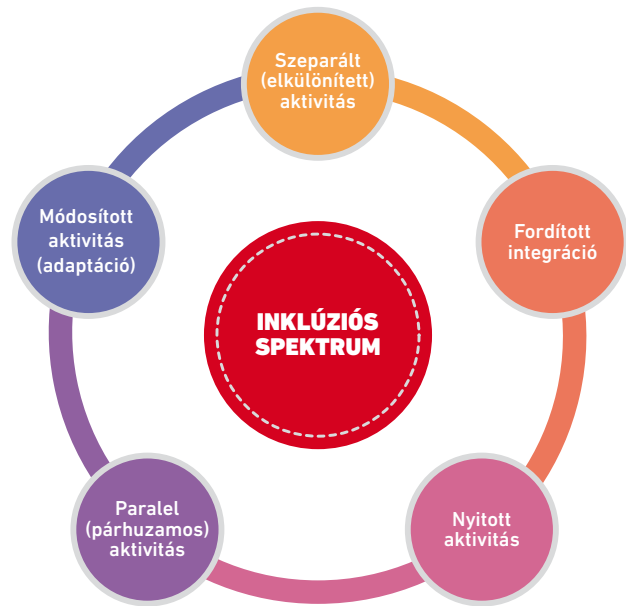 Szeparált
(elkülönített)
aktivitás
Fordított
integráció
Nyitott
aktivitás
Paralel
(párhuzamos)
aktivitás
Módosított
aktivitás
(adaptáció)
INKLÚZIÓS
SPEKTRUM